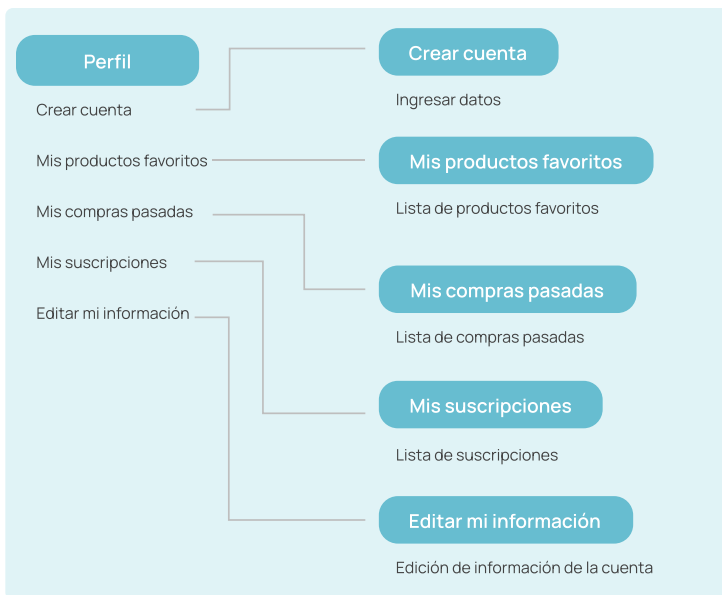 Perfil
Crear cuenta
Mis productos favoritos
Mis compras pasadas
Mis suscripciones
Editar mi información
Crear cuenta
Ingresar datos
Mis productos favoritos
Lista de productos favoritos
Mis compras pasadas
Lista de compras pasadas
Mis suscripciones
Lista de suscripciones
Editar mi información
Edición de información de la cuenta